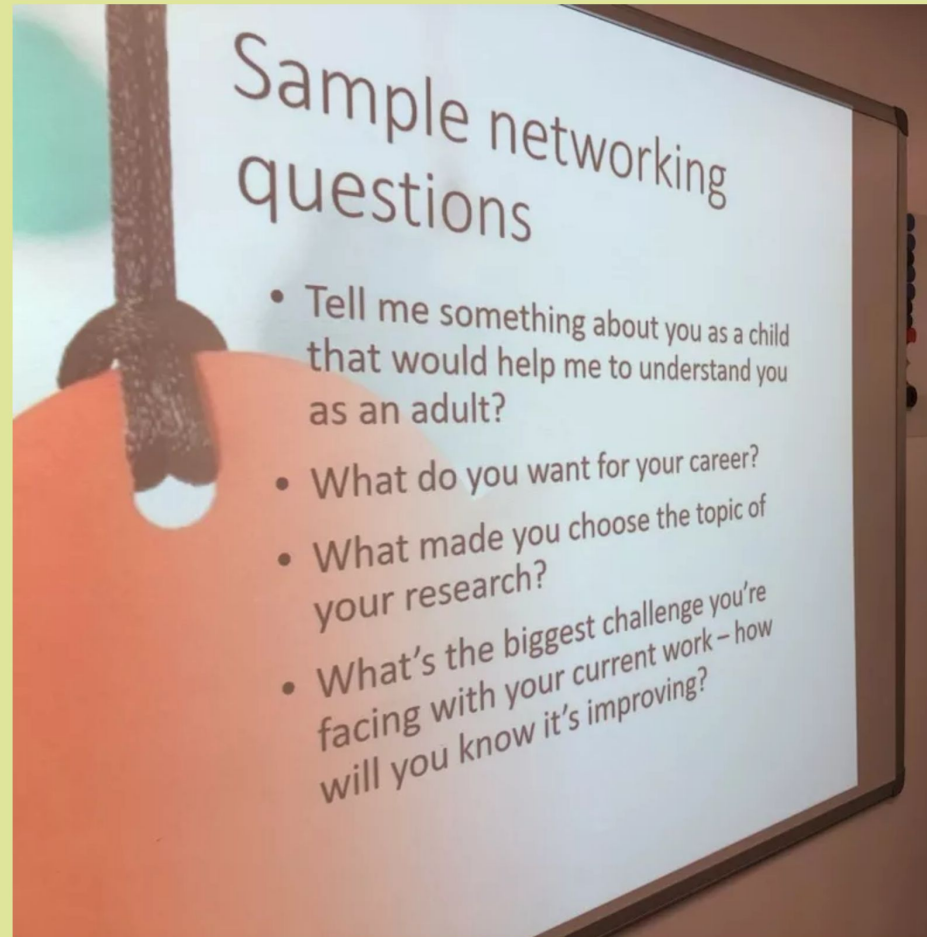 Sample networking
questions
• Tell me something about you as a child
that would help me to understand you
as an adult?
• What do you want for your career?
• What made you choose the topic of
your research?
• What's the biggest challenge you're
facing with your current work – how
will you know it's improving?